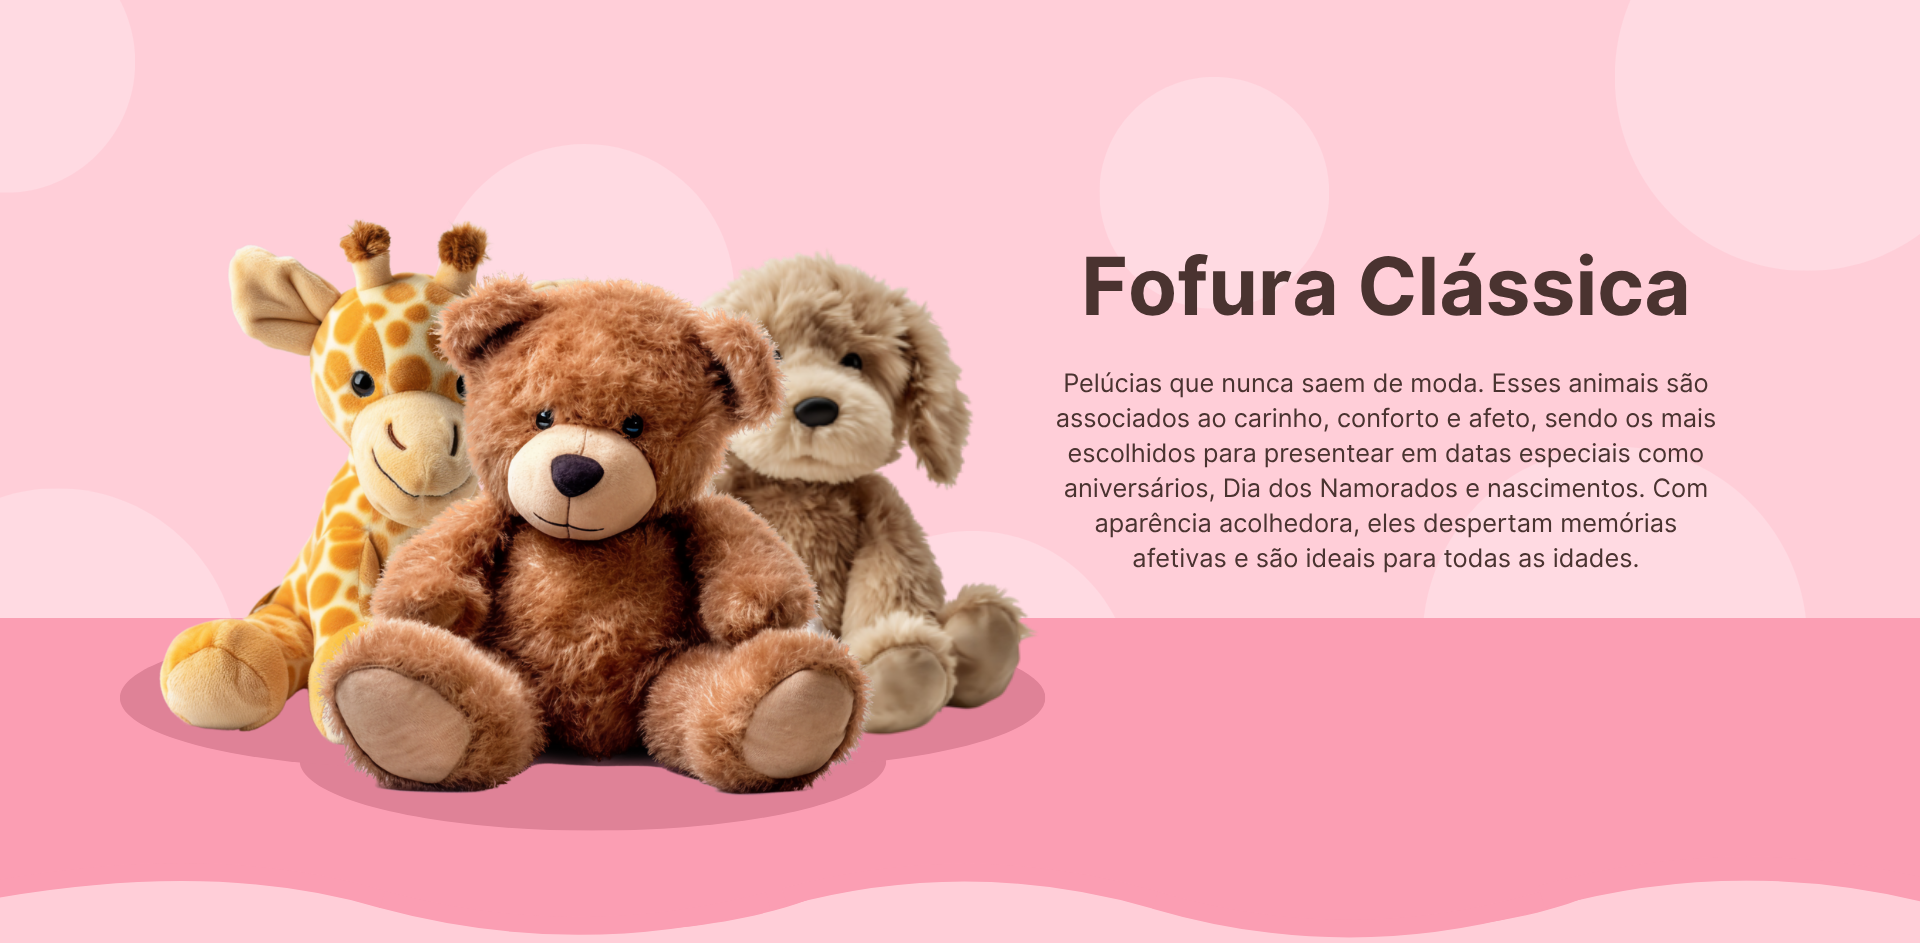 Fofura Clássica
Pelúcias que nunca saem de moda. Esses animais são
associados ao carinho, conforto e afeto, sendo os mais
escolhidos para presentear em datas especiais como
aniversários, Dia dos Namorados e nascimentos. Com
aparência acolhedora, eles despertam memórias
afetivas e são ideais para todas as idades.